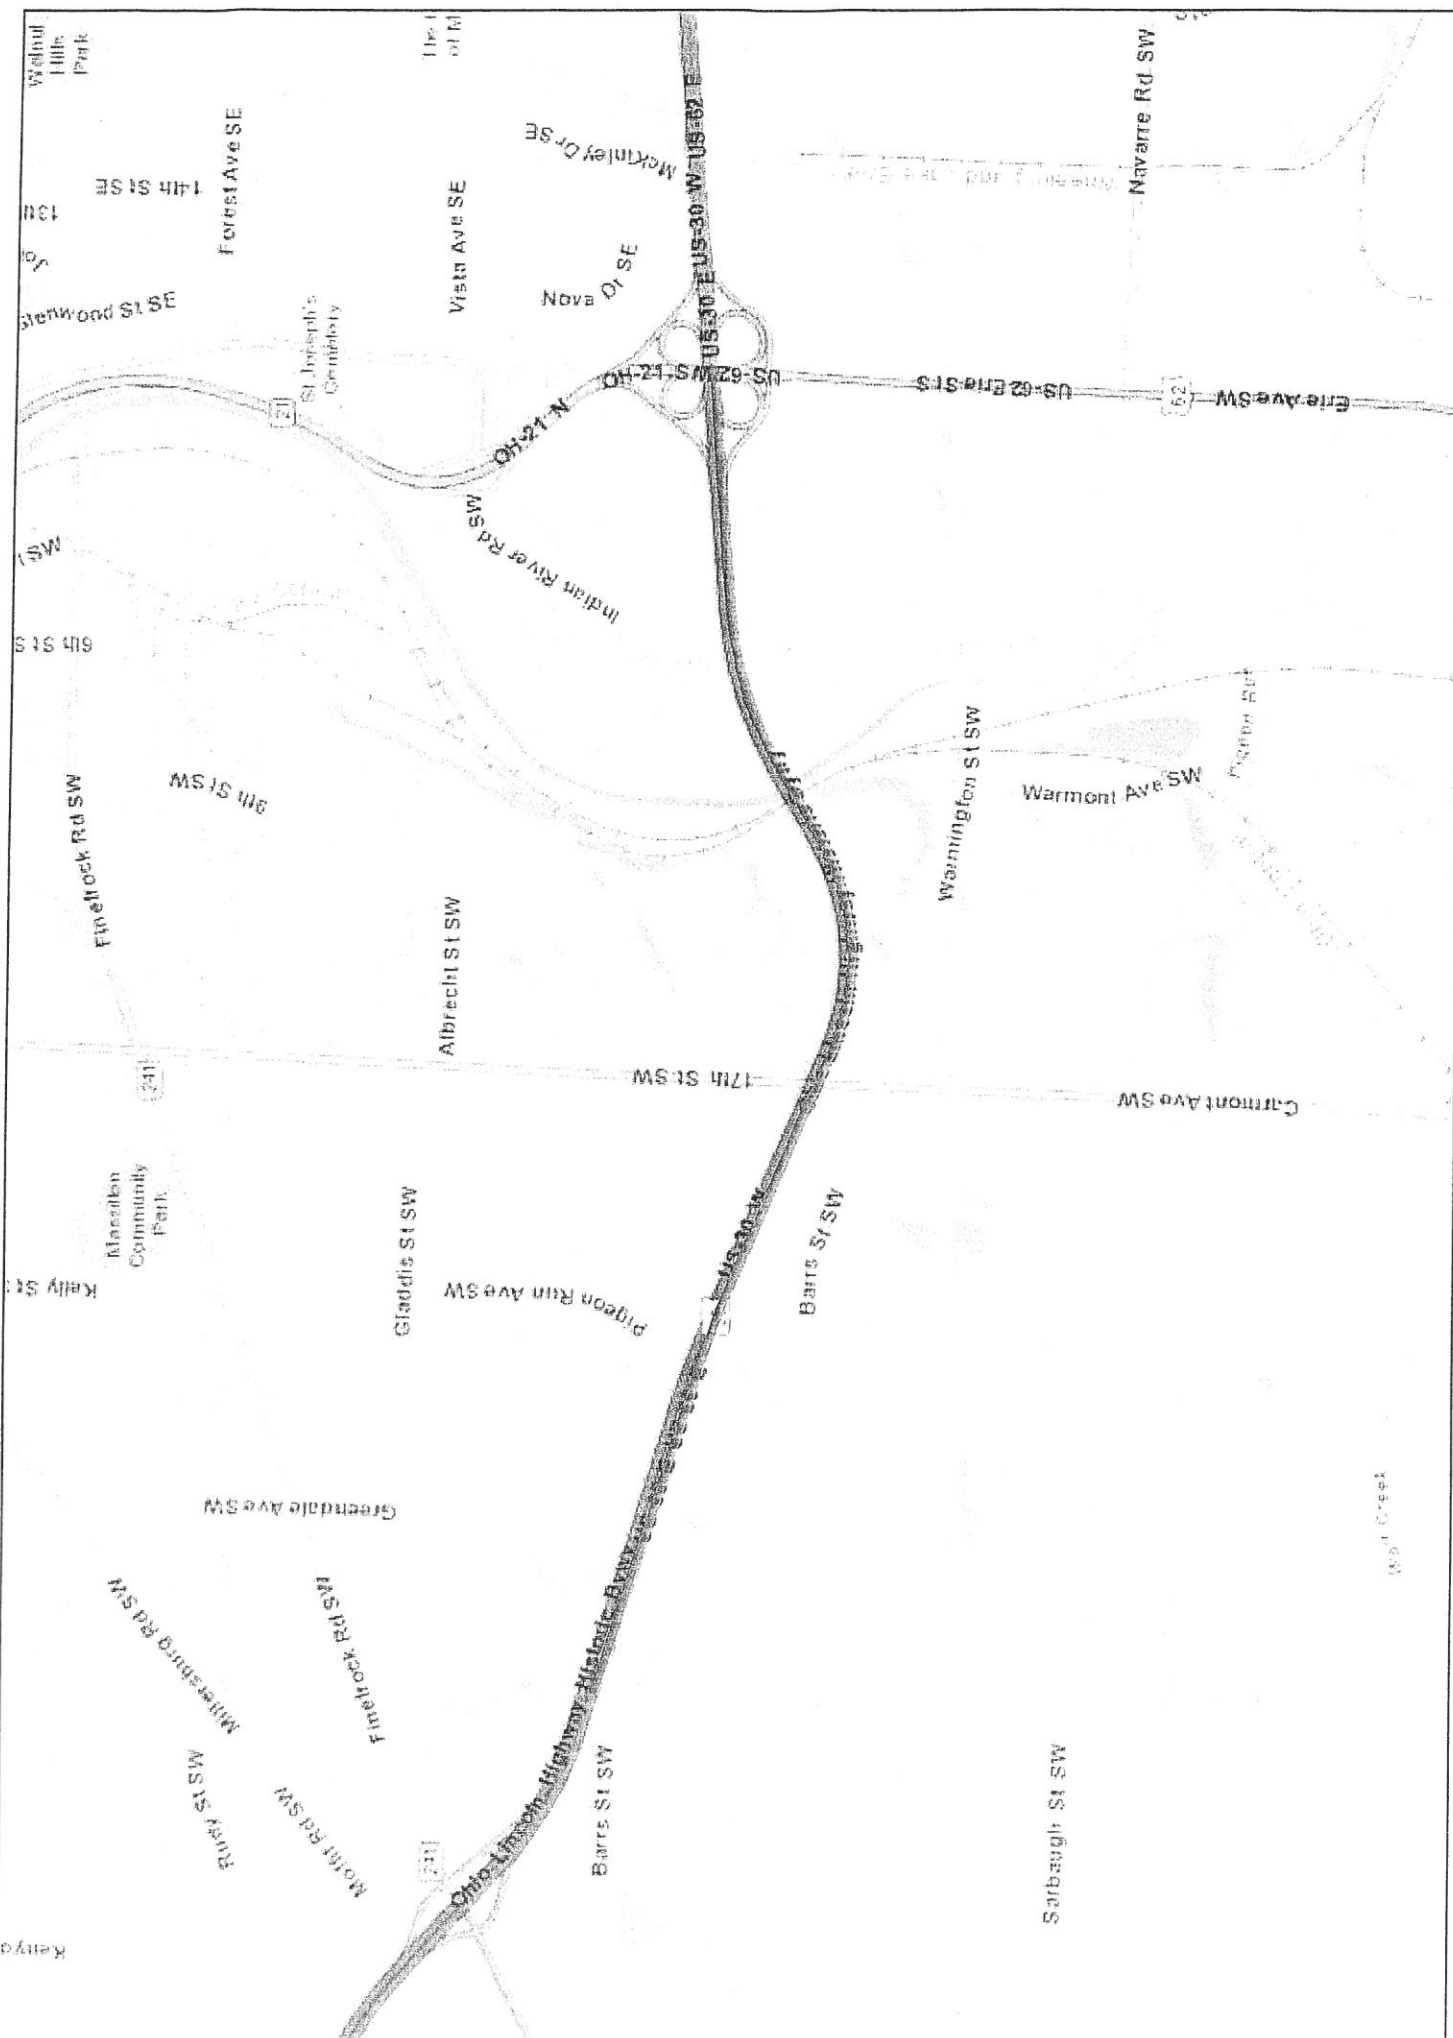 Walnut
Hills
Park
Forest Ave SE
14th St SE
Vista Ave SE
McKinley Dr SE
Nova Dr SE
US-30 W
US-62 E
US-30 E
Navarre Rd SW
St Joseph's
Cemetery
21
OH-21 N
OH-21 S
US-62 W
US-62
US-62 Erie St S
62
Erie Ave SW
Indian River Rd SW
6th St S
9th St SW
Finefrock Rd SW
Albrecht St SW
Warmington St SW
Warmont Ave SW
Pigeon Run
241
17th St SW
Carmont Ave SW
Massillon
Community
Park
Kelly St
Gladdis St SW
Pigeon Run Ave SW
US-30 W
Barrs St SW
Greendale Ave SW
Millersburg Rd SW
Finefrock Rd SW
Ohio Lincoln Highway Historic Byway
Ruby St SW
Moffit Rd SW
241
Barrs St SW
Sarbaugh St SW